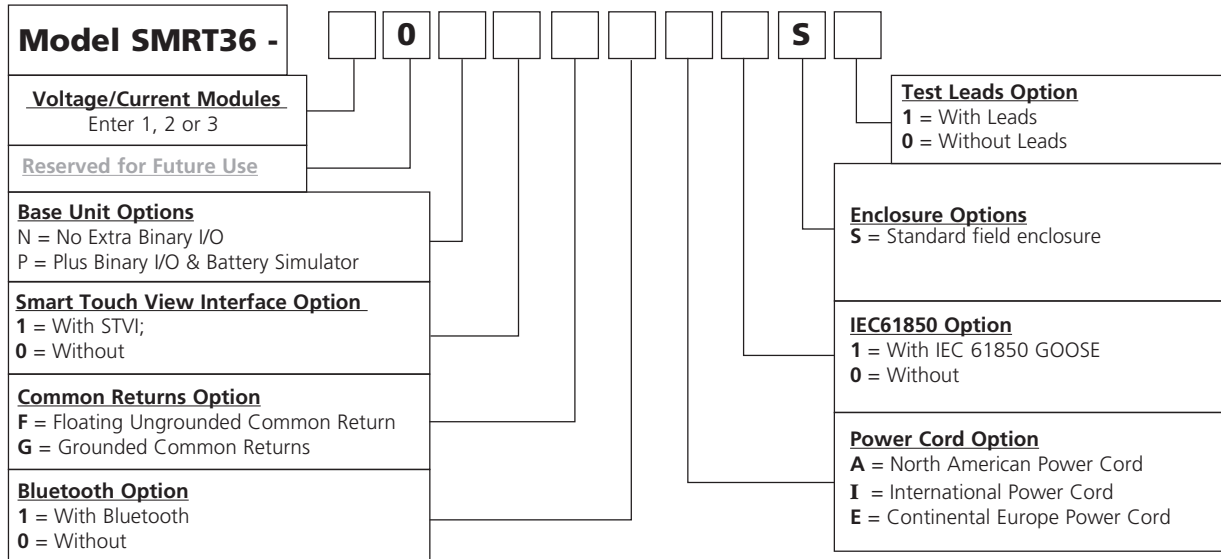 Model SMRT36 -
0
S
Voltage/Current Modules
Enter 1, 2 or 3
Reserved for Future Use
Base Unit Options
N = No Extra Binary I/O
P = Plus Binary I/O & Battery Simulator
Smart Touch View Interface Option
1 = With STVI;
0 = Without
Common Returns Option
F = Floating Ungrounded Common Return
G = Grounded Common Returns
Bluetooth Option
1 = With Bluetooth
0 = Without
Test Leads Option
1 = With Leads
0 = Without Leads
Enclosure Options
S = Standard field enclosure
IEC61850 Option
1 = With IEC 61850 GOOSE
0 = Without
Power Cord Option
A = North American Power Cord
I = International Power Cord
E = Continental Europe Power Cord